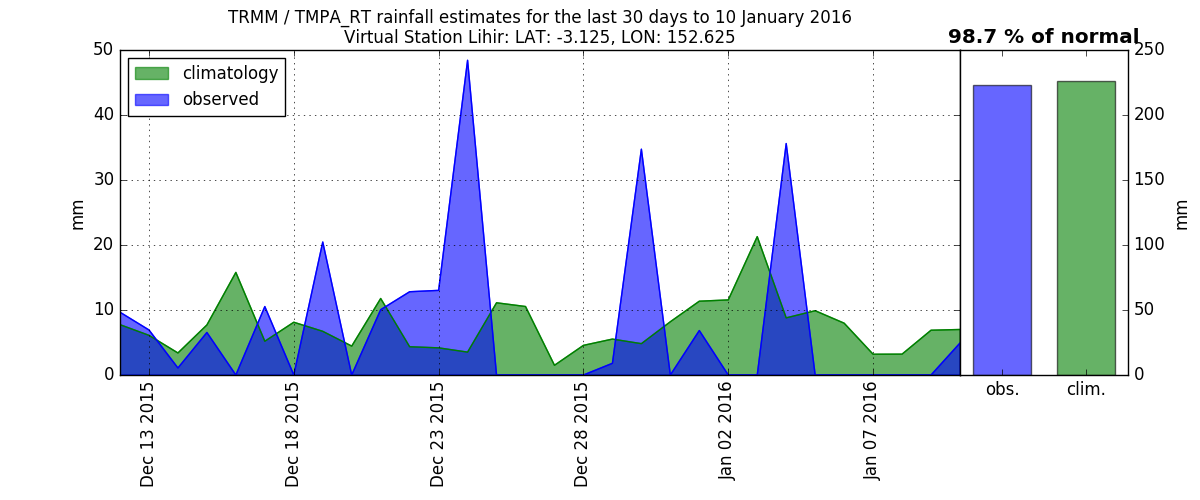 TRMM / TMPA_RT rainfall estimates for the last 30 days to 10 January 2016
Virtual Station Lihir: LAT: -3.125, LON: 152.625
98.7 % of normal
climatology
observed
50
40
30
20
10
0
mm
Dec 13 2015
Dec 18 2015
Dec 23 2015
Dec 28 2015
Jan 02 2016
Jan 07 2016
250
200
150
100
50
0
mm
obs.
clim.